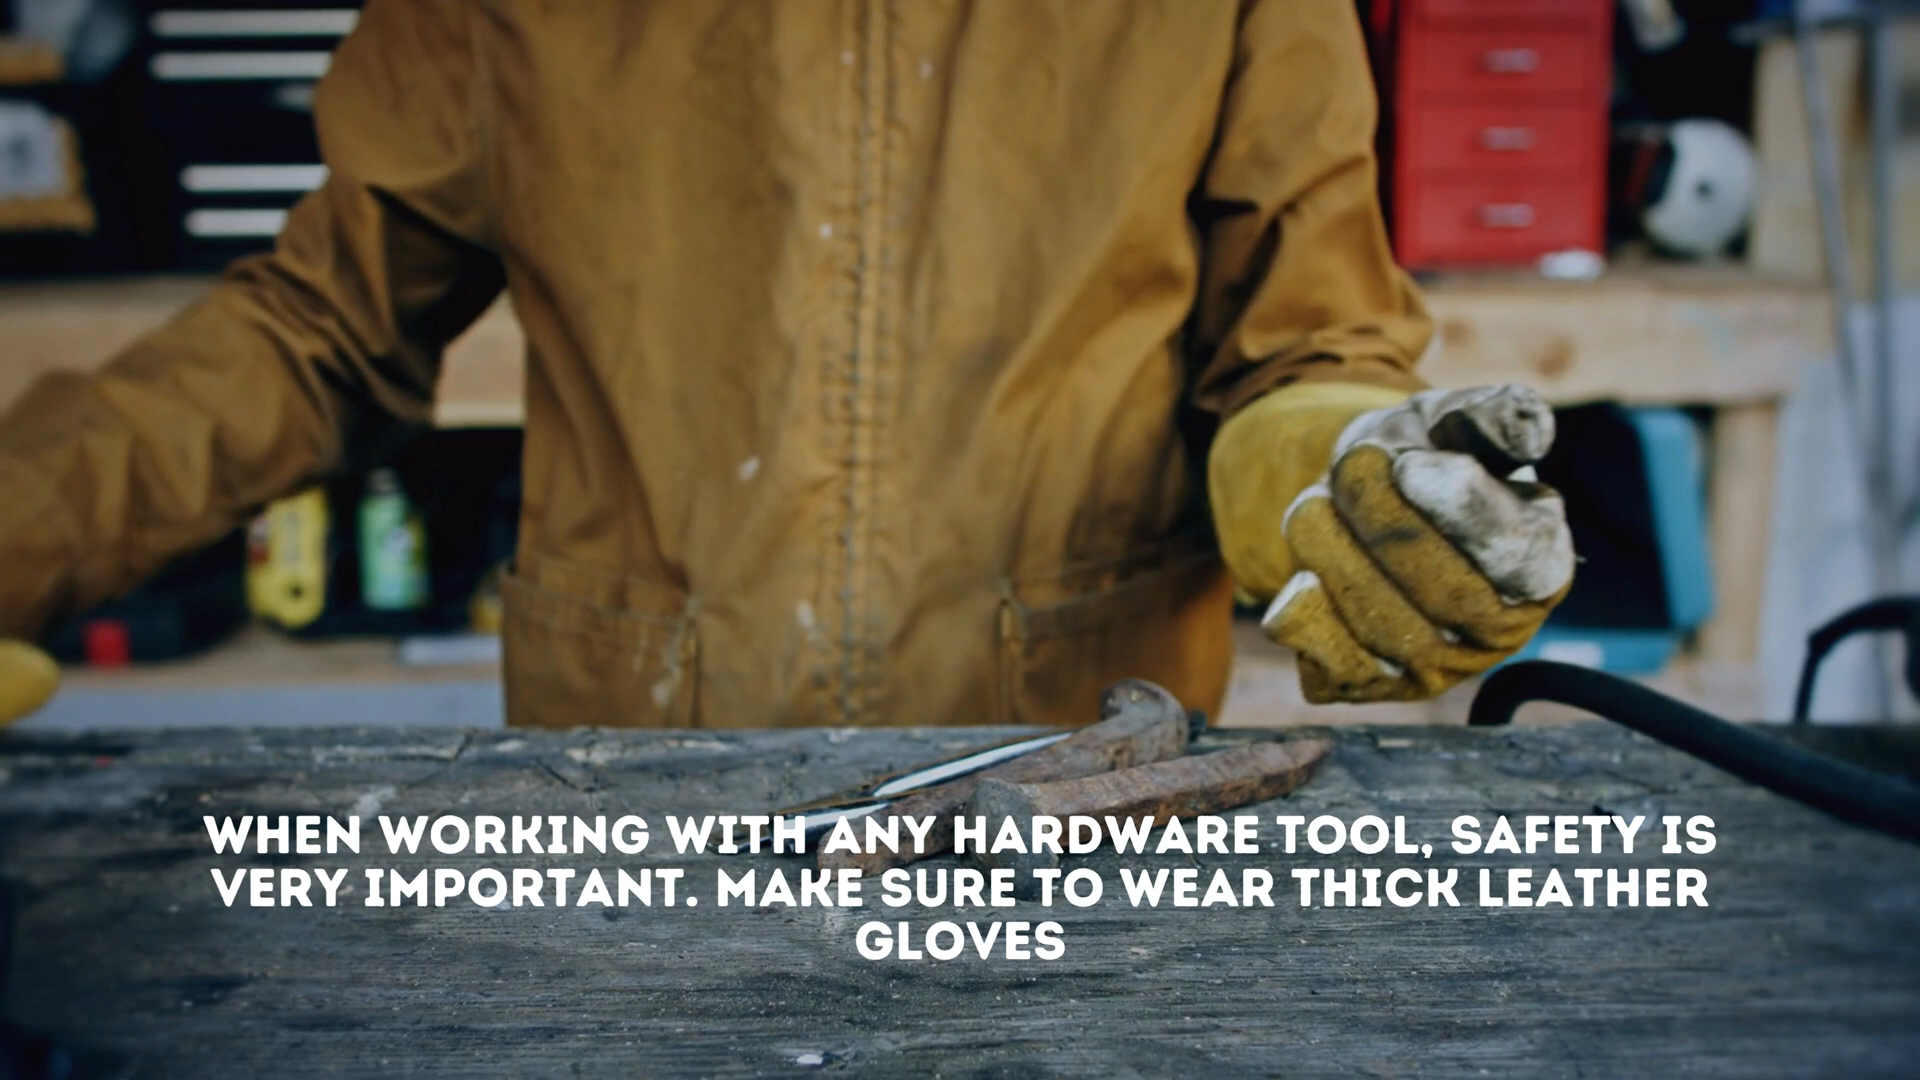 WHEN WORKING WITH ANY HARDWARE TOOL, SAFETY IS
VERY IMPORTANT. MAKE SURE TO WEAR THICK LEATHER
GLOVES